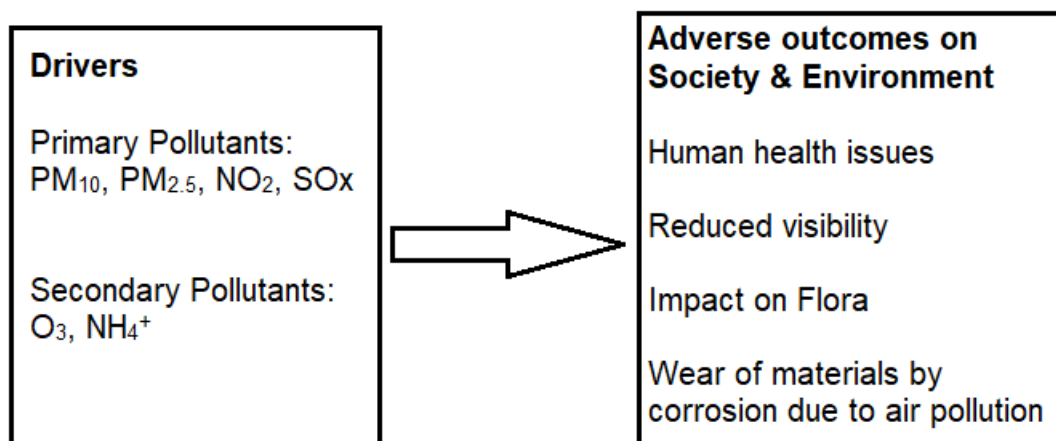 Drivers
Primary Pollutants:
PM₁₀, PM₂.₅, NO₂, SOx
Secondary Pollutants:
O₃, NH₄⁺
Adverse outcomes on
Society & Environment
Human health issues
Reduced visibility
Impact on Flora
Wear of materials by
corrosion due to air pollution